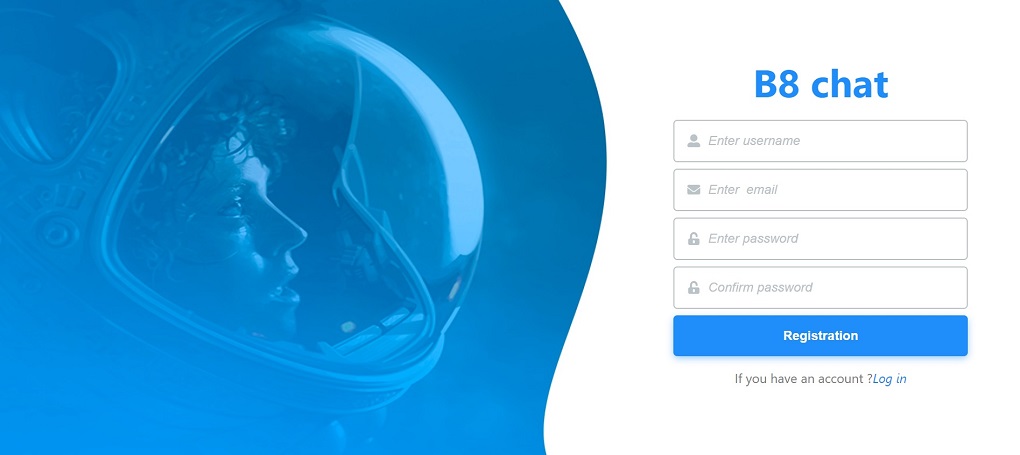 B8 chat
Enter username
Enter  email
Enter password
Confirm password
Registration
If you have an account ?Log in